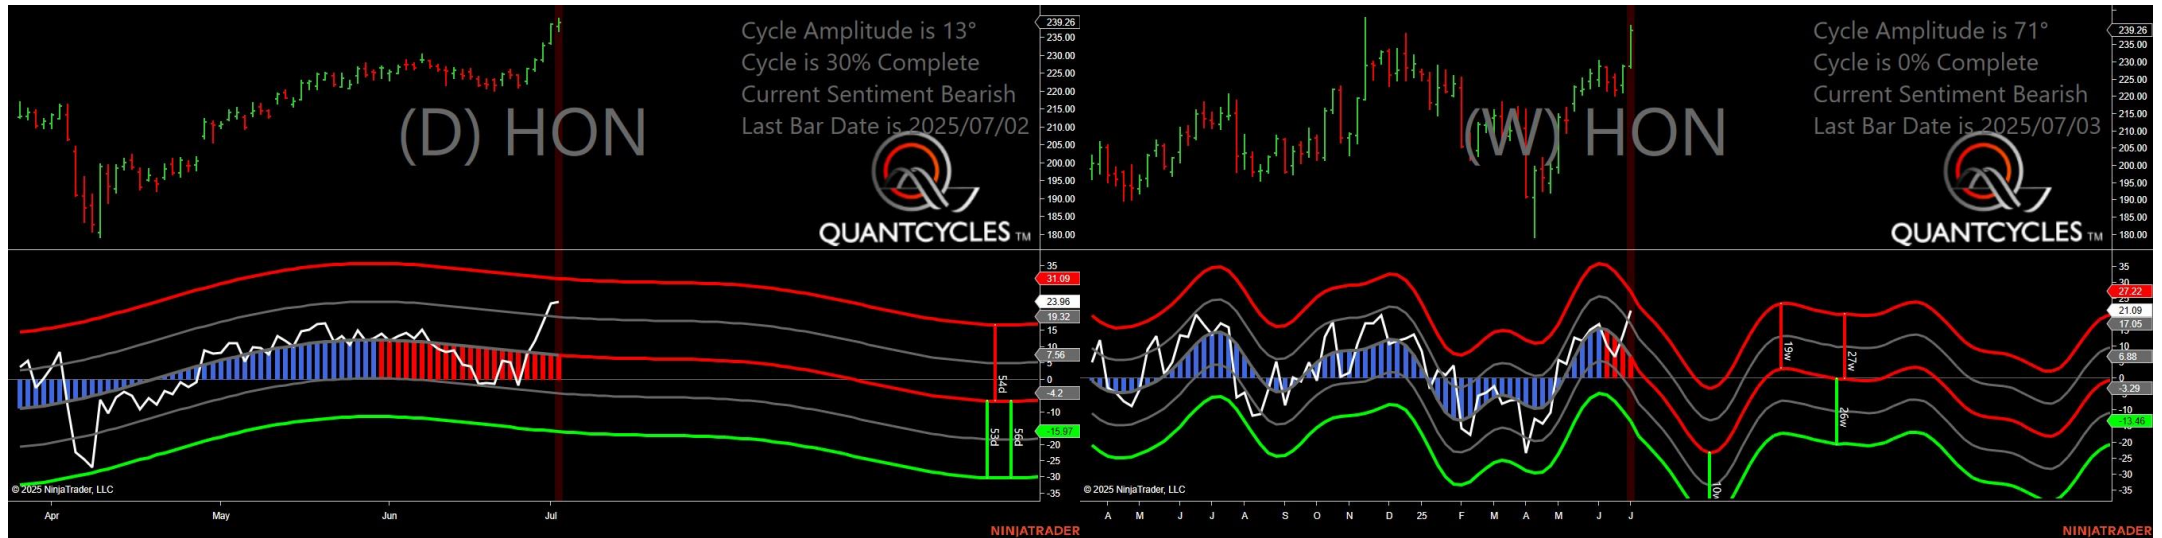 Cycle Amplitude is 13°
Cycle is 30% Complete
Current Sentiment Bearish
Last Bar Date is 2025/07/02
(D) HON
QUANTCYCLES TM
239.26
235.00
230.00
225.00
220.00
215.00
210.00
205.00
200.00
195.00
190.00
185.00
180.00
35
31.09
23.96
19.32
15
10
7.56
5
0
-4.2
-10
-15.97
-20
-25
-30
-35
54d
53d
56d
© 2025 NinjaTrader, LLC
Apr
May
Jun
Jul
NINJATRADER
Cycle Amplitude is 71°
Cycle is 0% Complete
Current Sentiment Bearish
Last Bar Date is 2025/07/03
(W) HON
QUANTCYCLES TM
239.26
235.00
230.00
225.00
220.00
215.00
210.00
205.00
200.00
195.00
190.00
185.00
180.00
35
30
27.22
21.09
17.05
10
6.88
0
-3.29
-10
-13.46
-20
-25
-30
-35
19w
27w
26w
10w
© 2025 NinjaTrader, LLC
A
M
J
J
A
S
O
N
D
25
F
M
A
M
J
J
NINJATRADER